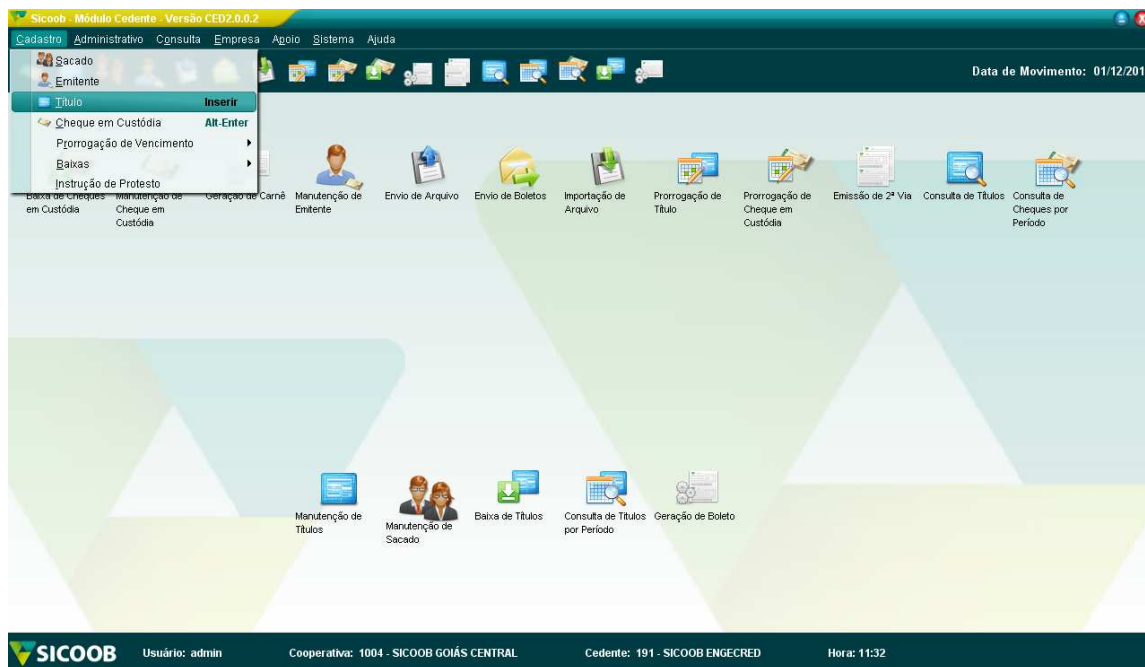 Sicoob - Módulo Cedente - Versão CED2.0.0.2
Cadastro Administrativo Consulta Empresa Apoio Sistema Ajuda
Sacado
Emitente
Título Inserir
Cheque em Custódia Alt-Enter
Prorrogação de Vencimento
Baixas
Instrução de Protesto
Data de Movimento: 01/12/201
Baixa de Cheques em Custódia
Manutenção de Cheque em Custódia
Geração de Carnê
Manutenção de Emitente
Envio de Arquivo
Envio de Boletos
Importação de Arquivo
Prorrogação de Título
Prorrogação de Cheque em Custódia
Emissão de 2ª Via
Consulta de Títulos
Consulta de Cheques por Período
Manutenção de Títulos
Manutenção de Sacado
Baixa de Títulos
Consulta de Titulos por Período
Geração de Boleto
SICOOB Usuário: admin Cooperativa: 1004 - SICOOB GOIÁS CENTRAL Cedente: 191 - SICOOB ENGECRED Hora: 11:32